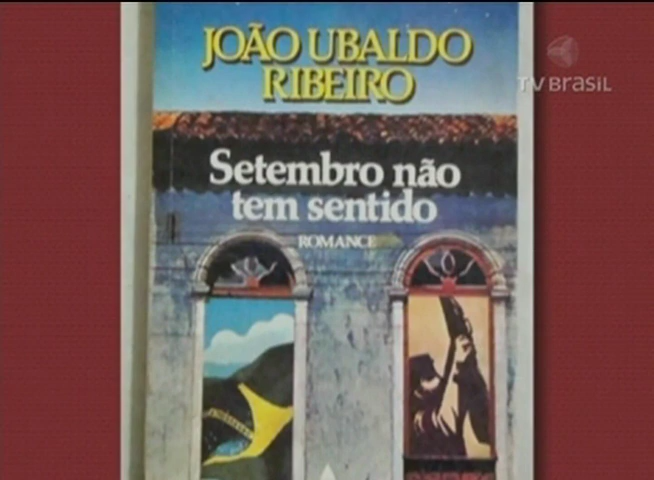 JOÃO UBALDO
RIBEIRO
TV BRASIL
Setembro não
tem sentido
ROMANCE